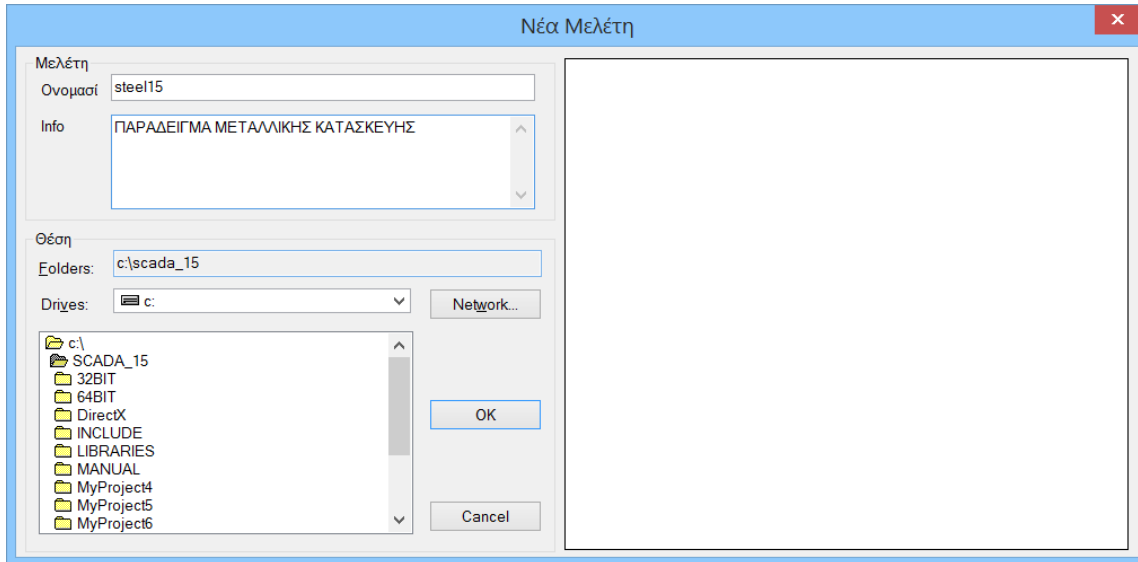 Νέα Μελέτη
Μελέτη
Ονομασί steel15
Info ΠΑΡΑΔΕΙΓΜΑ ΜΕΤΑΛΛΙΚΗΣ ΚΑΤΑΣΚΕΥΗΣ
Θέση
Folders: c:\scada_15
Drives: c: Network...
c:\
SCADA_15
32BIT
64BIT
DirectX
INCLUDE
LIBRARIES
MANUAL
MyProject4
MyProject5
MyProject6
OK
Cancel